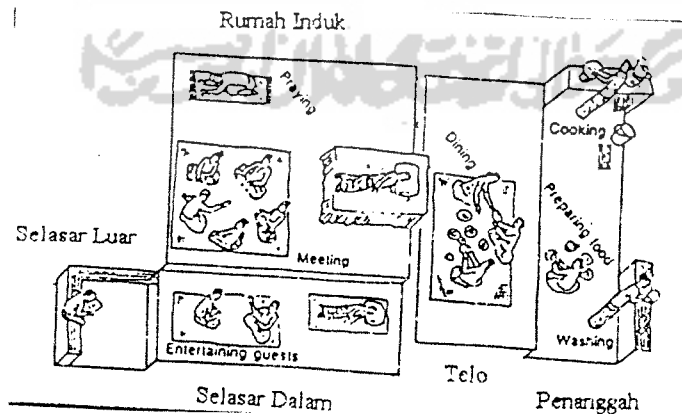 Rumah Induk
Praying
Cooking
Dining
Preparing food
Selasar Luar
Meeting
Washing
Entertaining guests
Selasar Dalam
Telo
Penanggah